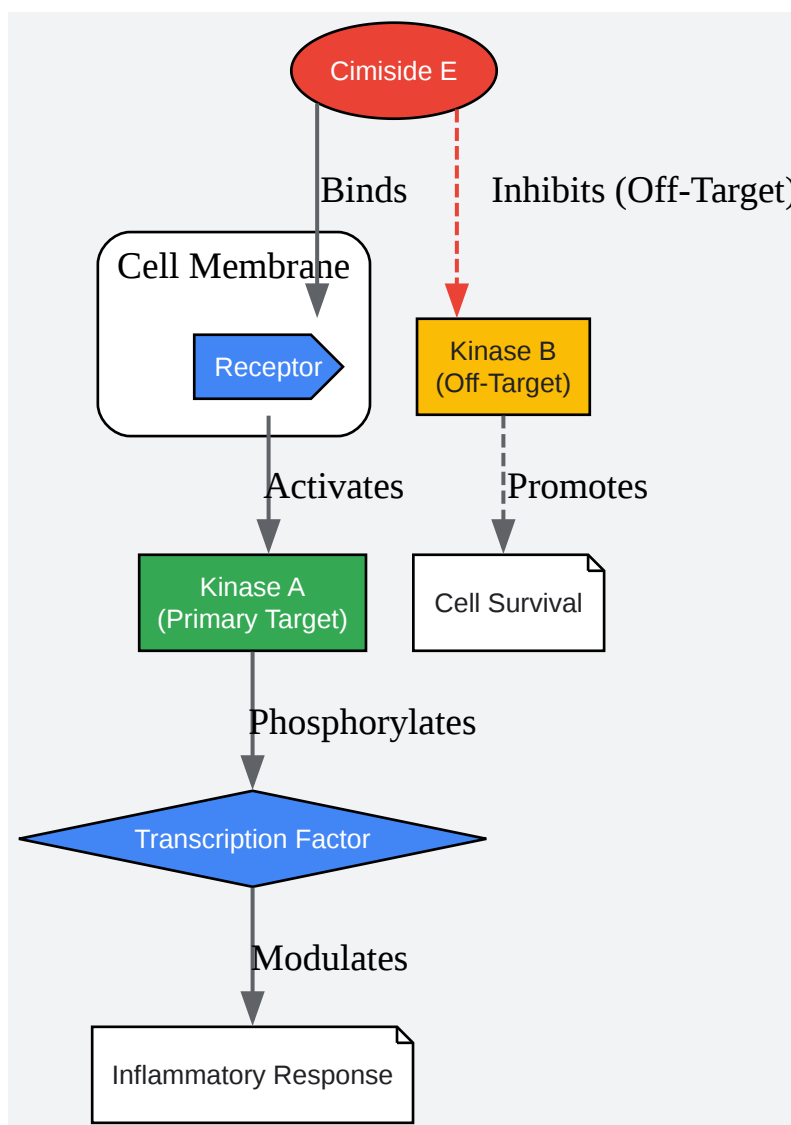 Cimiside E
Binds
Inhibits (Off-Target)
Cell Membrane
Receptor
Kinase B
(Off-Target)
Activates
Promotes
Kinase A
(Primary Target)
Cell Survival
Phosphorylates
Transcription Factor
Modulates
Inflammatory Response